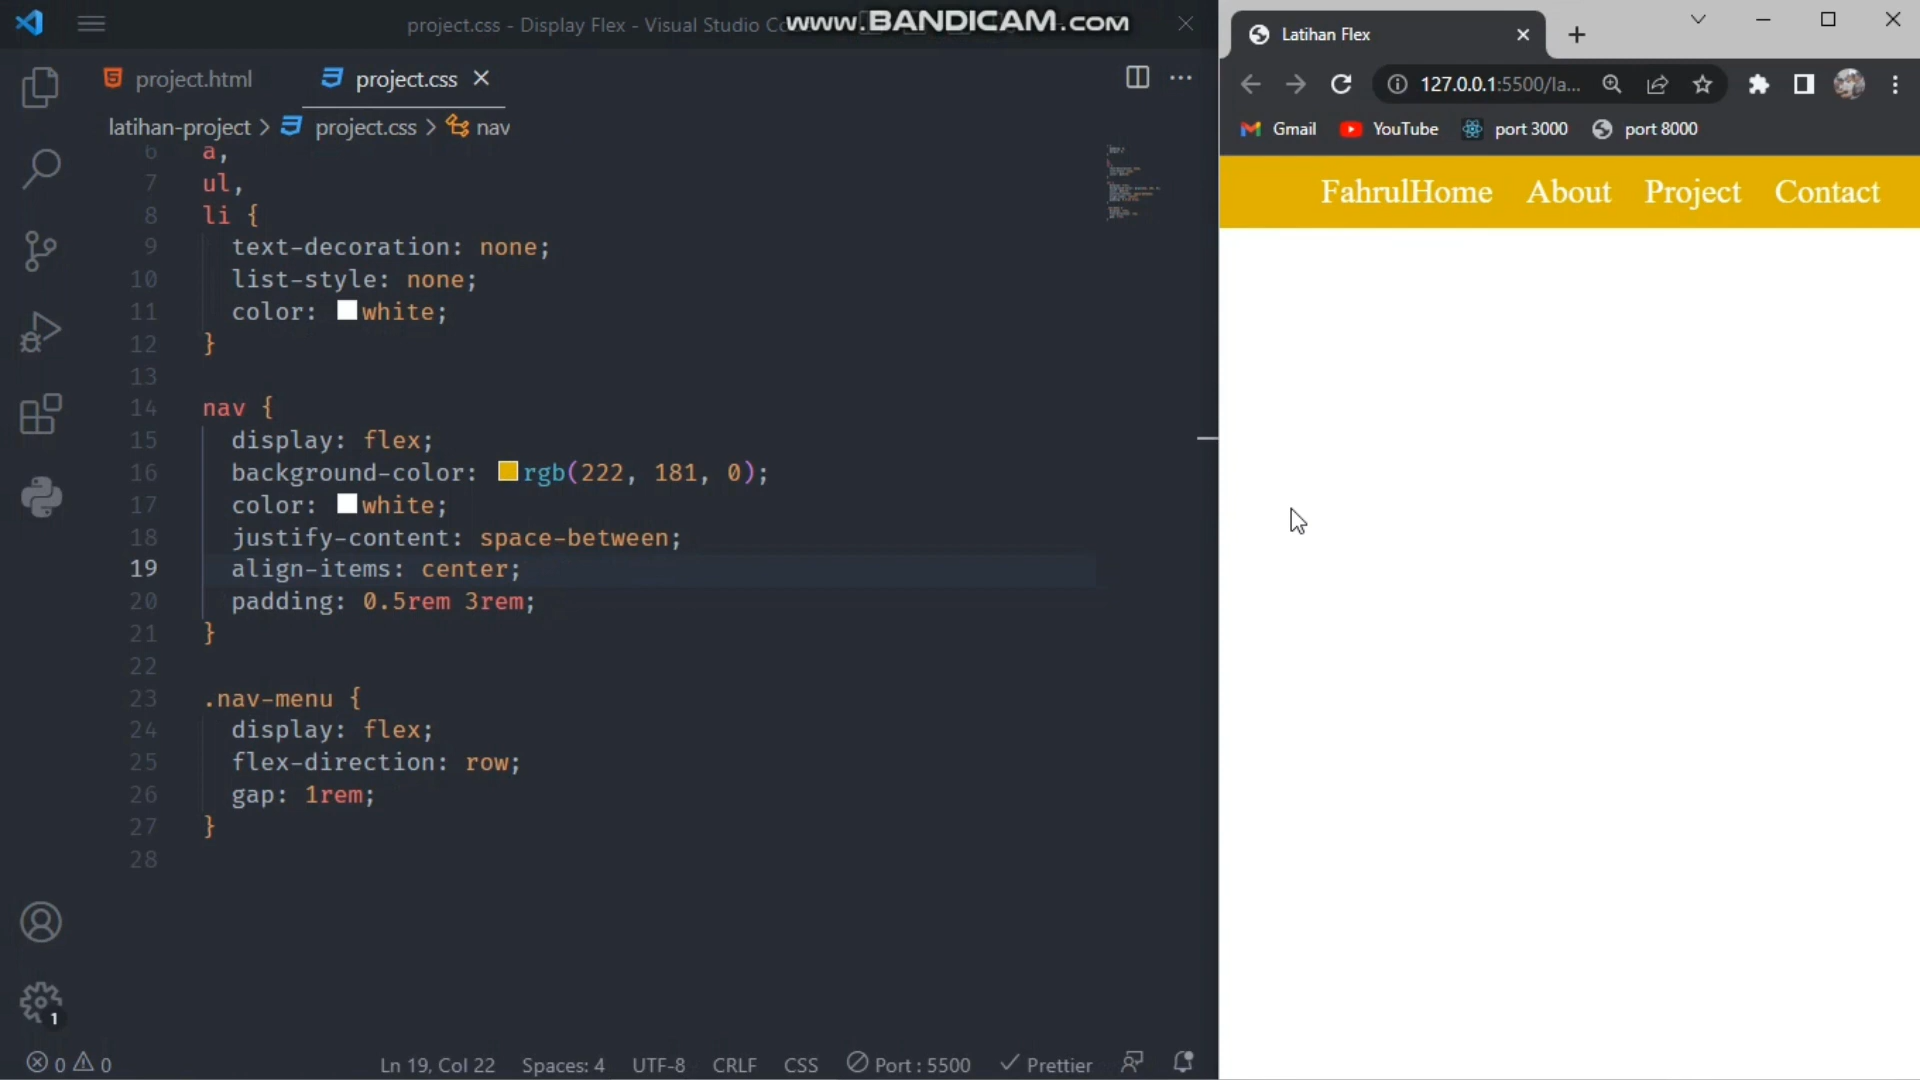 project.css - Display Flex - Visual Studio Co
www.BANDICAM.com
project.html
project.css
latihan-project > project.css > nav
6 a,
7 ul,
8 li {
9 text-decoration: none;
10 list-style: none;
11 color: white;
12 }
13
14 nav {
15 display: flex;
16 background-color: rgb(222, 181, 0);
17 color: white;
18 justify-content: space-between;
19 align-items: center;
20 padding: 0.5rem 3rem;
21 }
22
23 .nav-menu {
24 display: flex;
25 flex-direction: row;
26 gap: 1rem;
27 }
28
1
0 0
Ln 19, Col 22
Spaces: 4
UTF-8
CRLF
CSS
Port : 5500
Prettier
Latihan Flex
127.0.0.1:5500/la...
Gmail
YouTube
port 3000
port 8000
FahrulHome About Project Contact